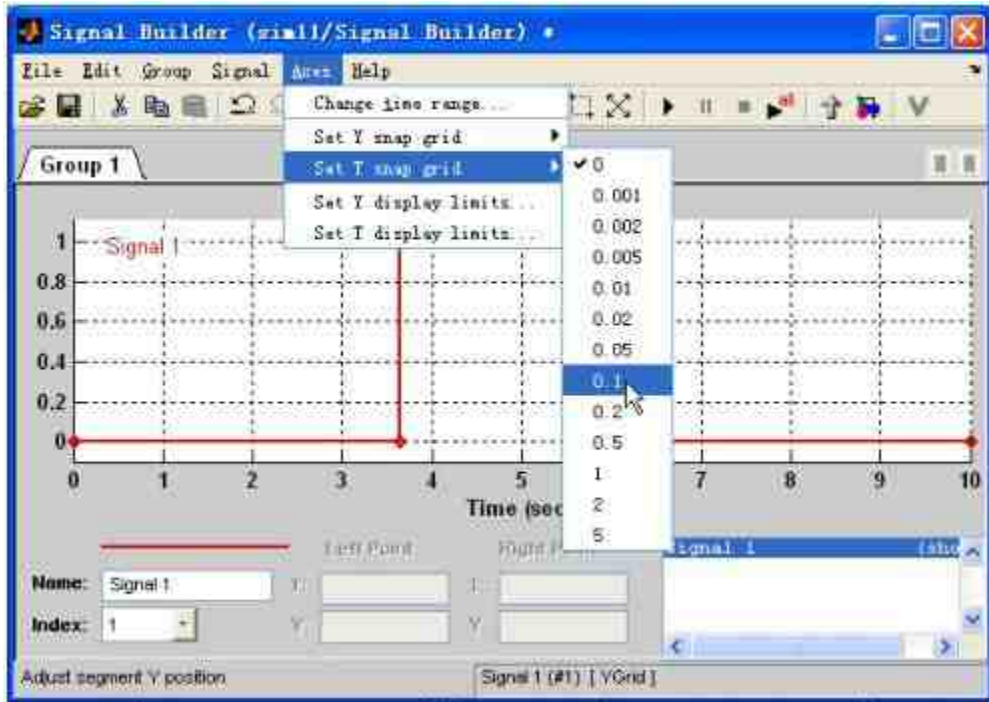 Signal Builder (sim11/Signal Builder) *
File Edit Group Signal Axes Help
Change time range...
Set Y snap grid
Set T snap grid
Set Y display limits...
Set T display limits...
0
0.001
0.002
0.005
0.01
0.02
0.05
0.1
0.2
0.5
1
2
5
Group 1
Signal 1
1
0.8
0.6
0.4
0.2
0
0 1 2 3 4 5 7 8 9 10
Time (sec
Left Point
Right P
Name: Signal 1
T:
T:
Index: 1
Y:
Y:
Signal 1 (sho
Adjust segment Y position
Signal 1 (#1) [ YGrid ]